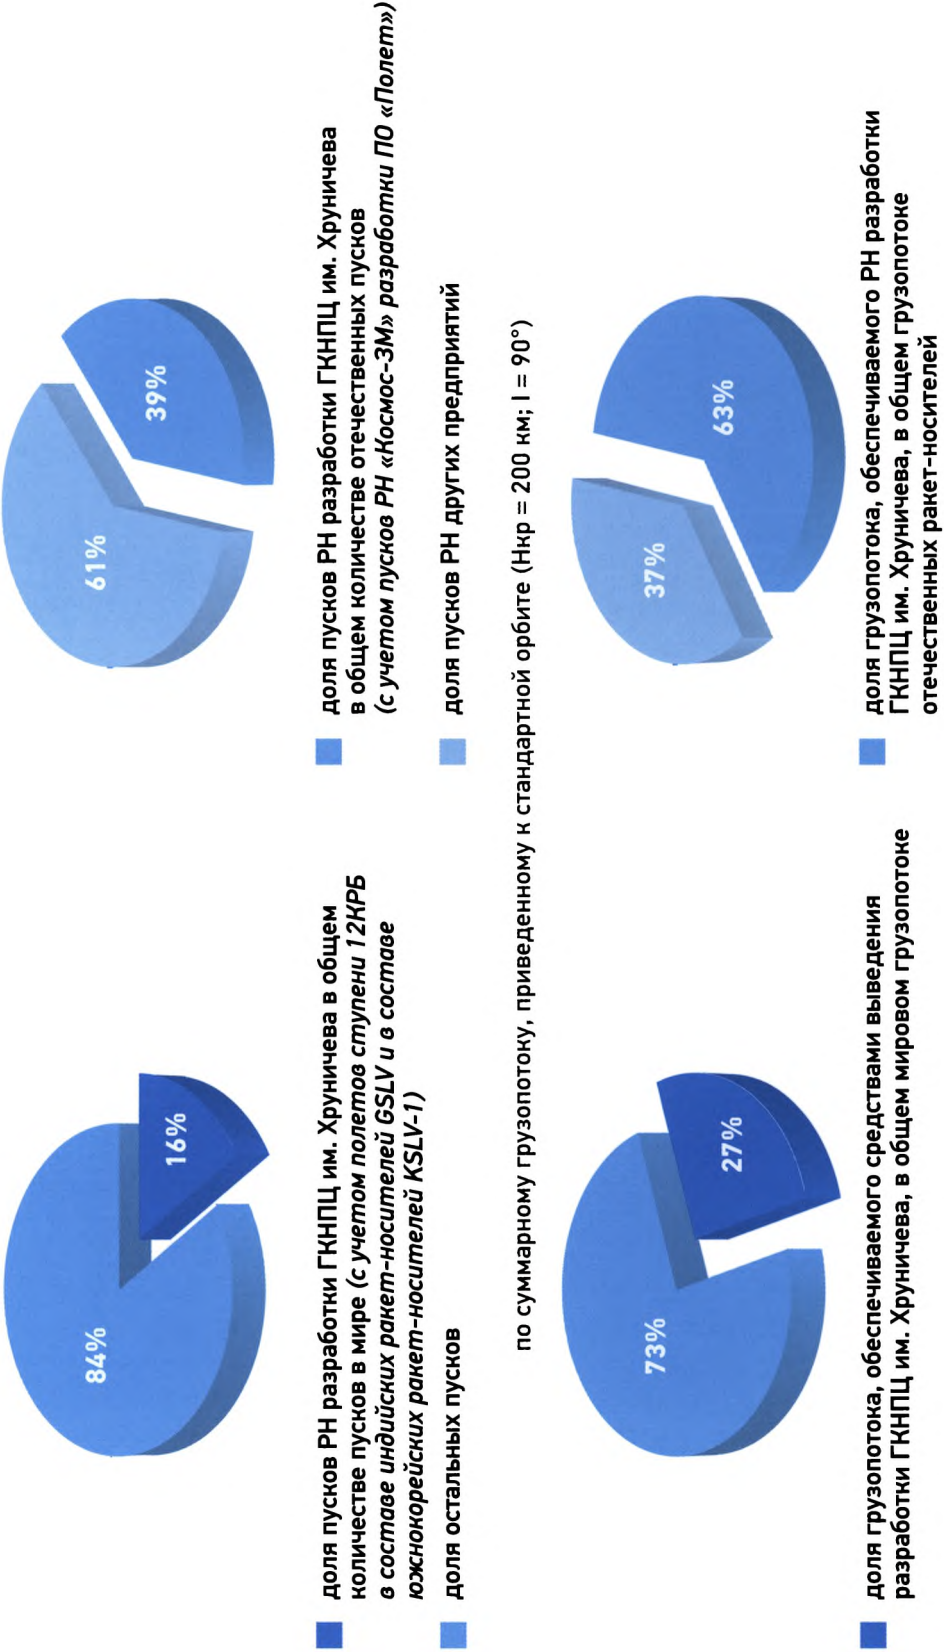 84%
16%
доля пусков РН разработки ГКНПЦ им. Хруничева в общем
количестве пусков в мире (с учетом полетов ступени 12КРБ
в составе индийских ракет-носителей GSLV и в составе
южнокорейских ракет-носителей KSLV-1)
доля остальных пусков
61%
39%
доля пусков РН разработки ГКНПЦ им. Хруничева
в общем количестве отечественных пусков
(с учетом пусков РН «Космос-3М» разработки ПО «Полет»)
доля пусков РН других предприятий
по суммарному грузопотоку, приведенному к стандартной орбите (Нкр = 200 км; I = 90°)
73%
27%
доля грузопотока, обеспечиваемого средствами выведения
разработки ГКНПЦ им. Хруничева, в общем мировом грузопотоке
37%
63%
доля грузопотока, обеспечиваемого РН разработки
ГКНПЦ им. Хруничева, в общем грузопотоке
отечественных ракет-носителей